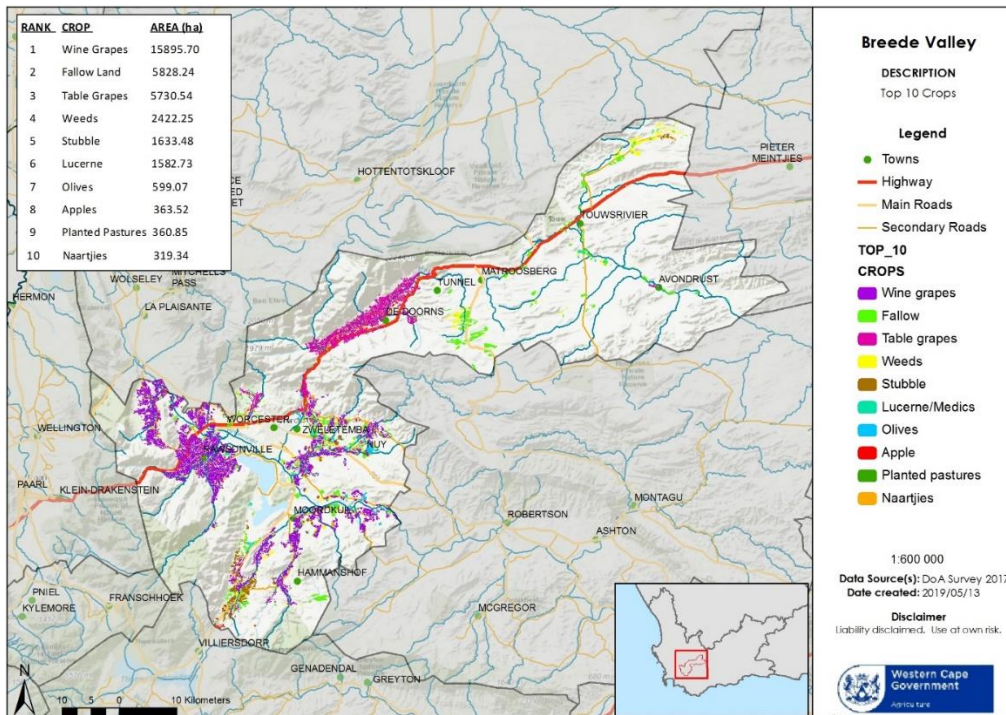 RANK CROP AREA (ha)
1 Wine Grapes 15895.70
2 Fallow Land 5828.24
3 Table Grapes 5730.54
4 Weeds 2422.25
5 Stubble 1633.48
6 Lucerne 1582.73
7 Olives 599.07
8 Apples 363.52
9 Planted Pastures 360.85
10 Naartjies 319.34
HOTTENTOTSKLOOF
PIETER
MEINTJIES
TOUWSRIVIER
MATROOSBERG
TUNNEL
AVONDRUST
DE DOORNS
MITCHELLS
PASS
WOLSELEY
HERMON
LA PLAISANTE
WORCESTER
ZWELETEMBA
WELLINGTON
NUY
RAWSONVILLE
PAARL
KLEIN-DRAKENSTEIN
MONTAGU
MOORDKUIL
ROBERTSON
ASHTON
HAMMANSHOF
PNIEL
KYLEMORE
FRANSCHHOEK
MCGREGOR
VILLIERSDORP
GENADENDAL
GREYTON
N
10 5 0 10 Kilometers
Breede Valley
DESCRIPTION
Top 10 Crops
Legend
Towns
Highway
Main Roads
Secondary Roads
TOP_10
CROPS
Wine grapes
Fallow
Table grapes
Weeds
Stubble
Lucerne/Medics
Olives
Apple
Planted pastures
Naartjies
1:600 000
Data Source(s): DoA Survey 2017
Date created: 2019/05/13
Disclaimer
Liability disclaimed. Use at own risk.
Western Cape
Government
Agriculture